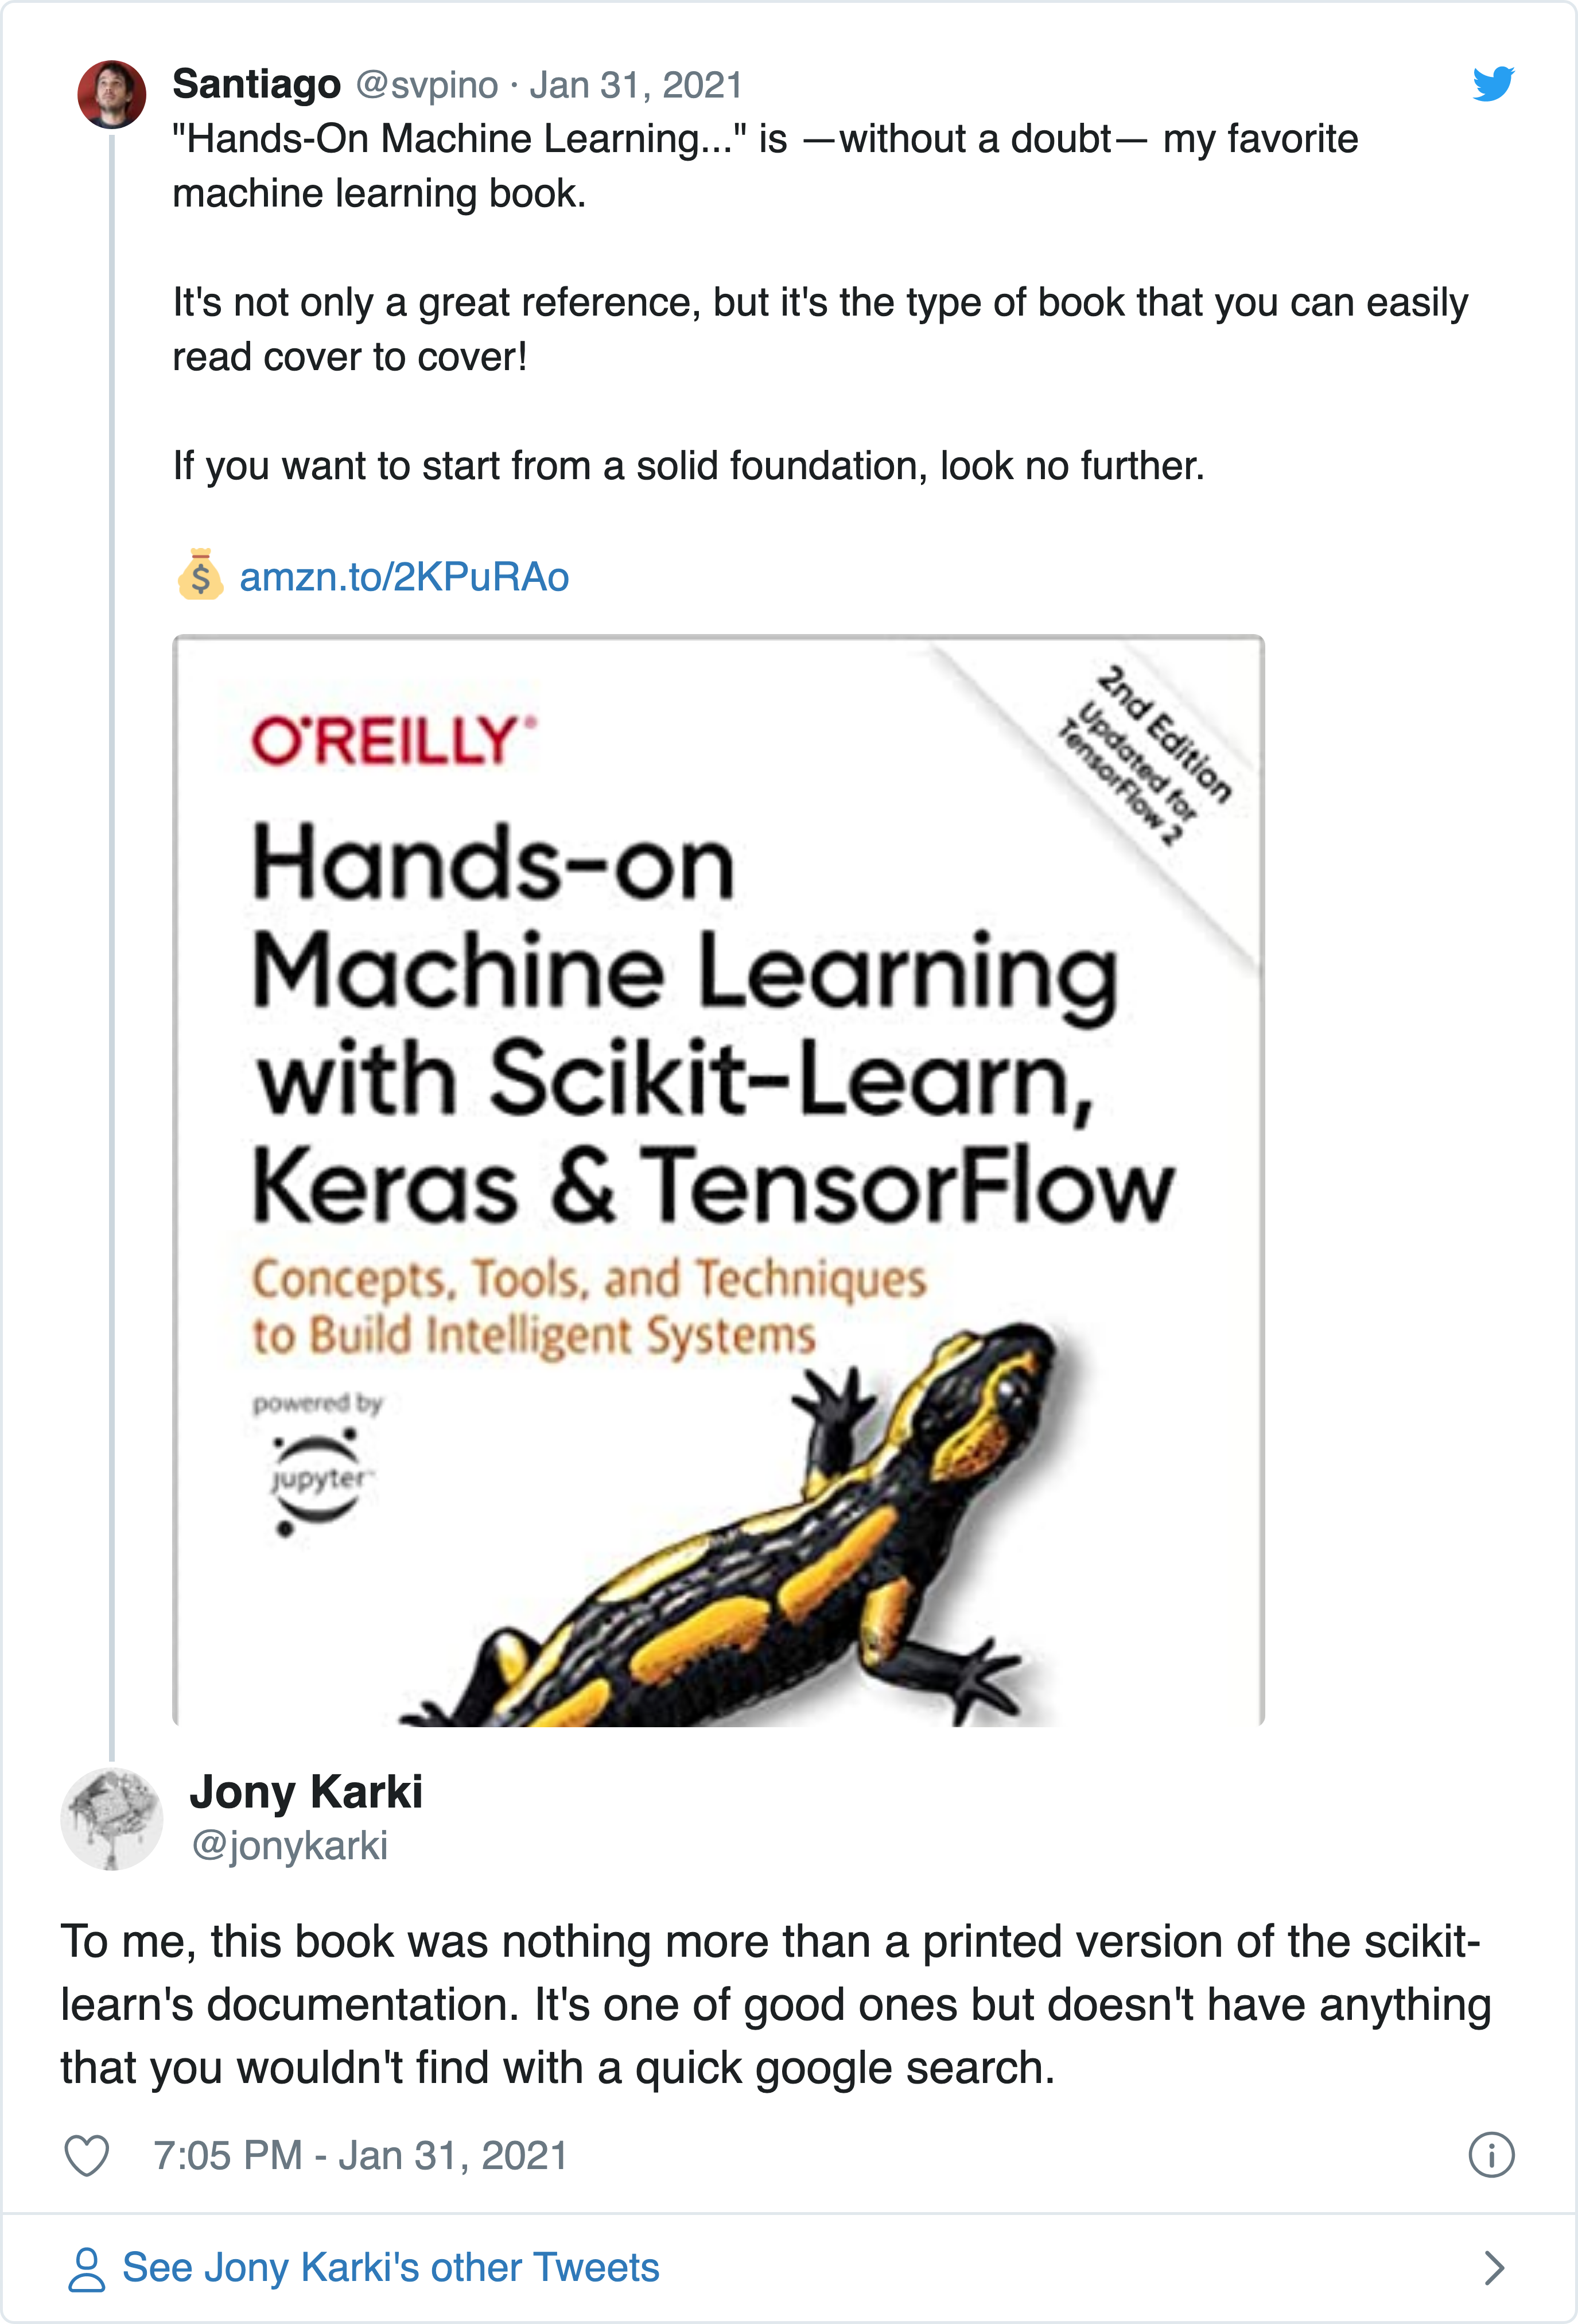 Santiago @svpino · Jan 31, 2021
"Hands-On Machine Learning..." is —without a doubt— my favorite
machine learning book.
It's not only a great reference, but it's the type of book that you can easily
read cover to cover!
If you want to start from a solid foundation, look no further.
amzn.to/2KPuRAo
O'REILLY®
2nd Edition
Updated for
TensorFlow 2
Hands-on
Machine Learning
with Scikit-Learn,
Keras & TensorFlow
Concepts, Tools, and Techniques
to Build Intelligent Systems
powered by
jupyter™
Jony Karki
@jonykarki
To me, this book was nothing more than a printed version of the scikit-
learn's documentation. It's one of good ones but doesn't have anything
that you wouldn't find with a quick google search.
7:05 PM - Jan 31, 2021
See Jony Karki's other Tweets